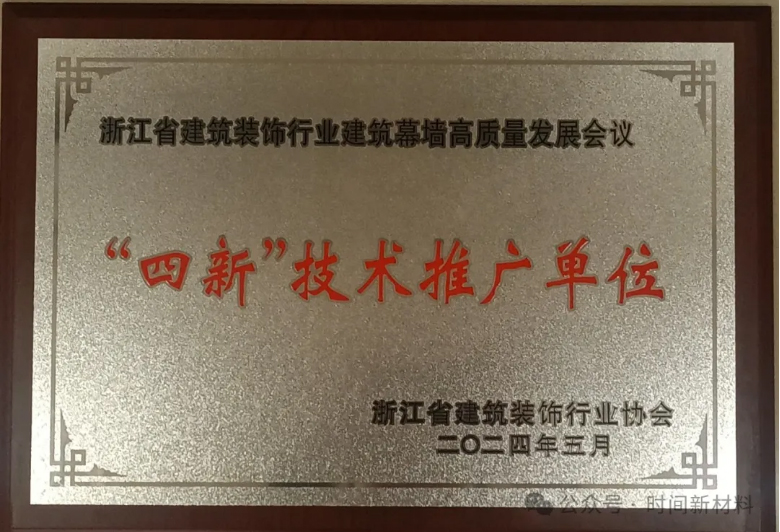 浙江省建筑装饰行业建筑幕墙高质量发展会议
“四新”技术推广单位
浙江省建筑装饰行业协会
二〇二四年五月
公众号·时间新材料